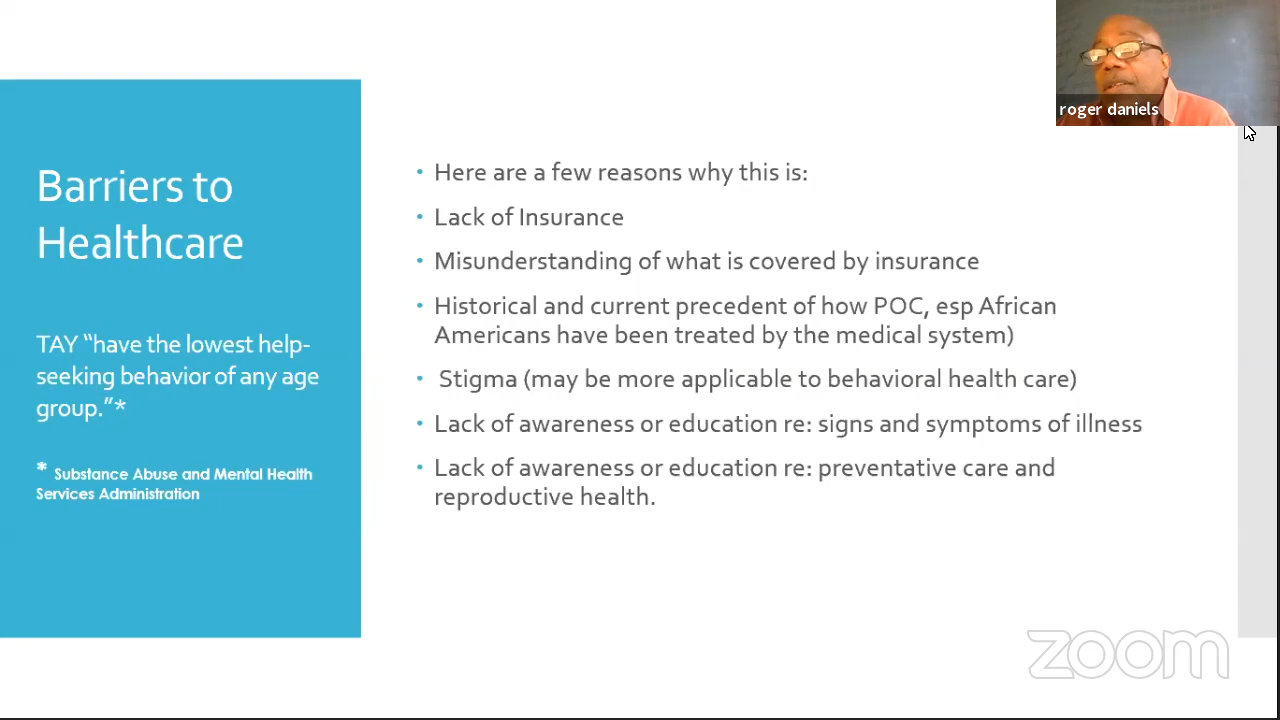 roger daniels
Barriers to
Healthcare
TAY “have the lowest help-
seeking behavior of any age
group.”*
* Substance Abuse and Mental Health
Services Administration
• Here are a few reasons why this is:
• Lack of Insurance
• Misunderstanding of what is covered by insurance
• Historical and current precedent of how POC, esp African
Americans have been treated by the medical system)
• Stigma (may be more applicable to behavioral health care)
• Lack of awareness or education re: signs and symptoms of illness
• Lack of awareness or education re: preventative care and
reproductive health.
zoom